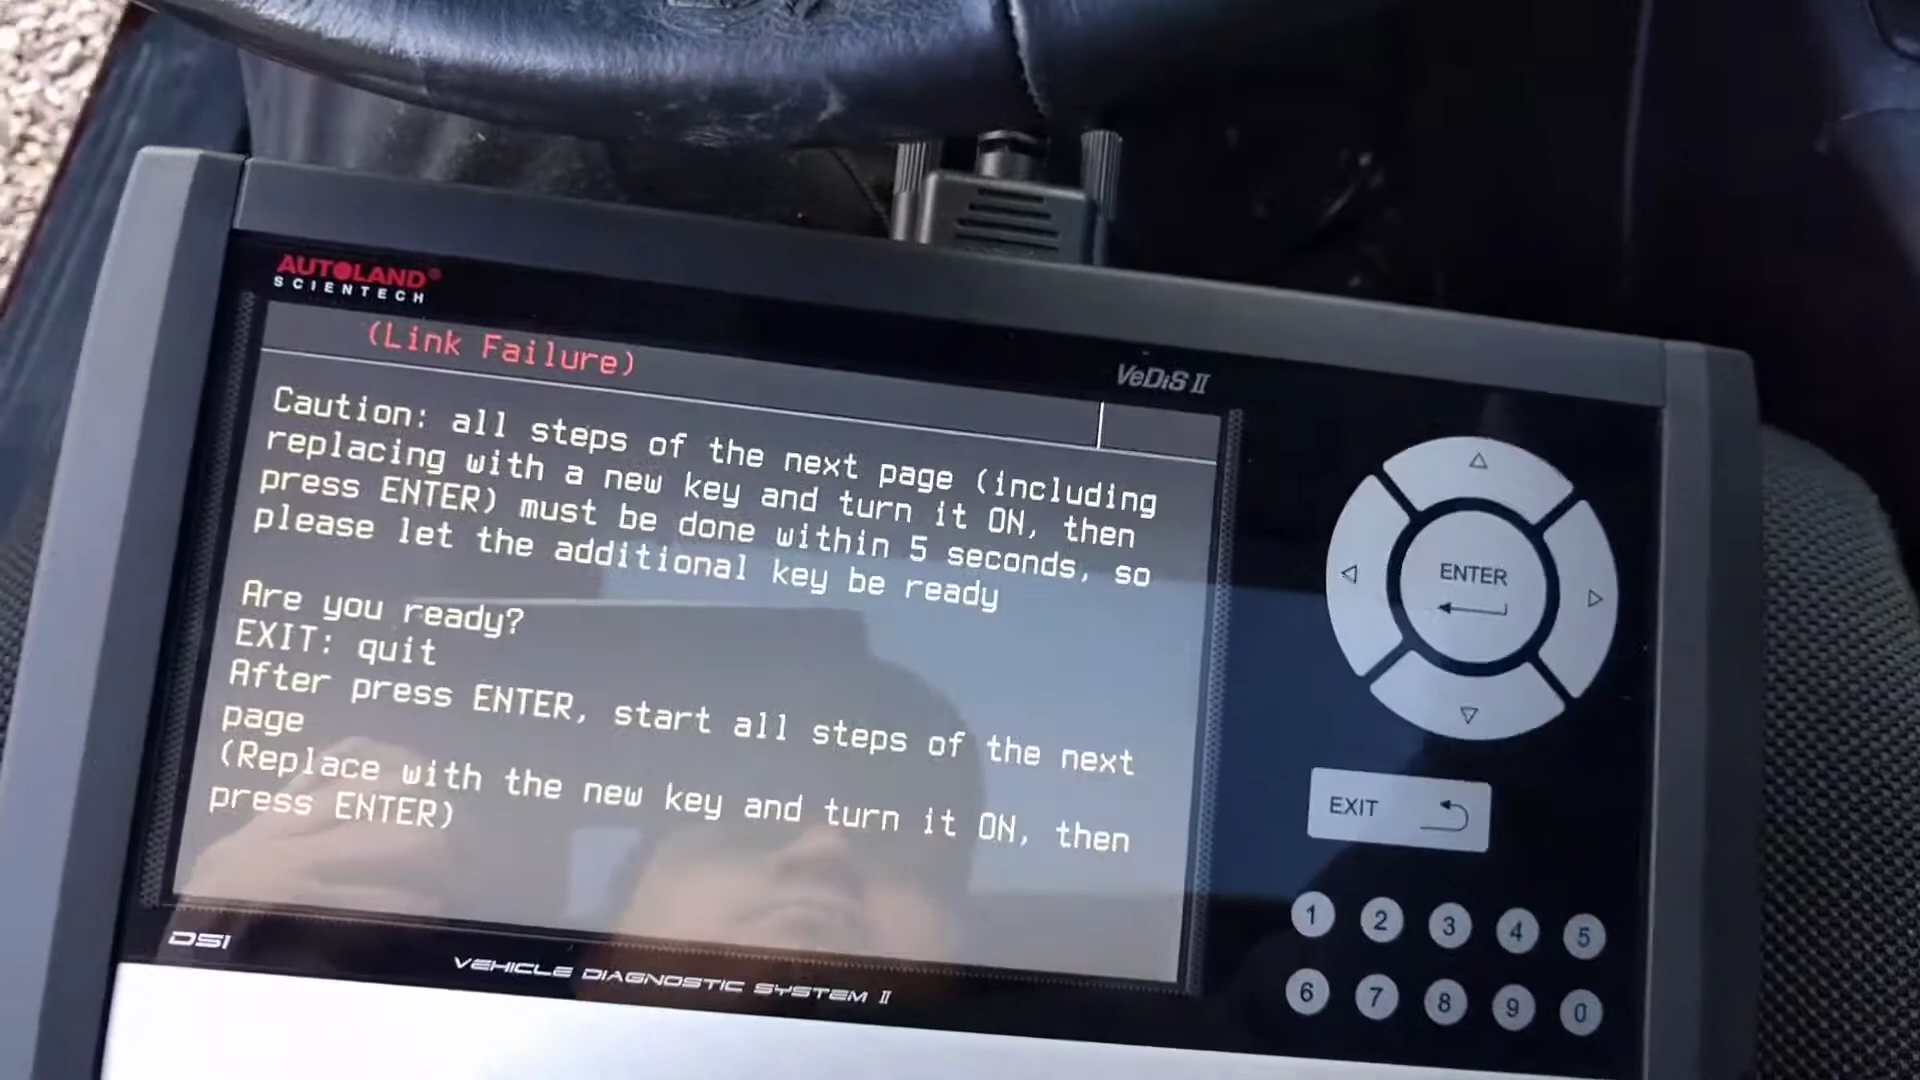 AUTOLAND®
SCIENTECH
(Link Failure)
VeDiS II
Caution: all steps of the next page (including
replacing with a new key and turn it ON, then
press ENTER) must be done within 5 seconds, so
please let the additional key be ready
Are you ready?
EXIT: quit
After press ENTER, start all steps of the next
page
(Replace with the new key and turn it ON, then
press ENTER)
ENTER
EXIT
1 2 3 4 5
6 7 8 9 0
DSI
VEHICLE DIAGNOSTIC SYSTEM II